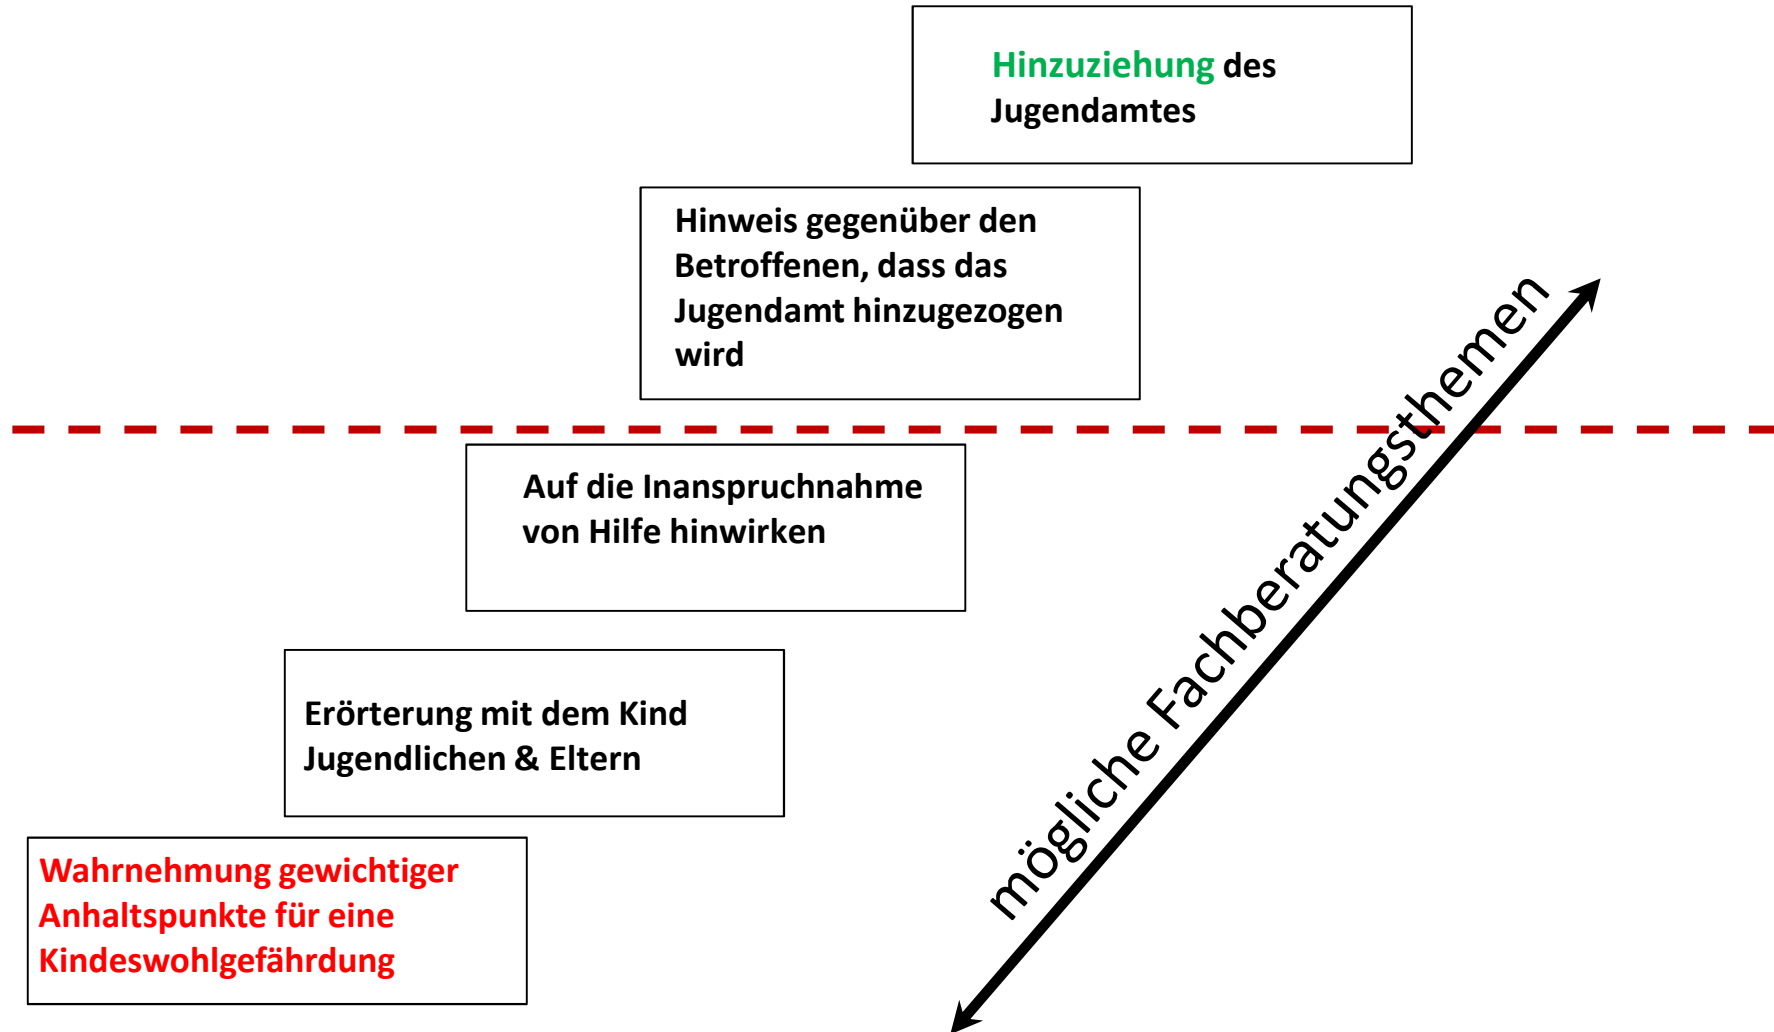 Hinzuziehung des
Jugendamtes
Hinweis gegenüber den
Betroffenen, dass das
Jugendamt hinzugezogen
wird
Auf die Inanspruchnahme
von Hilfe hinwirken
Erörterung mit dem Kind
Jugendlichen & Eltern
Wahrnehmung gewichtiger
Anhaltspunkte für eine
Kindeswohlgefährdung
mögliche Fachberatungsthemen